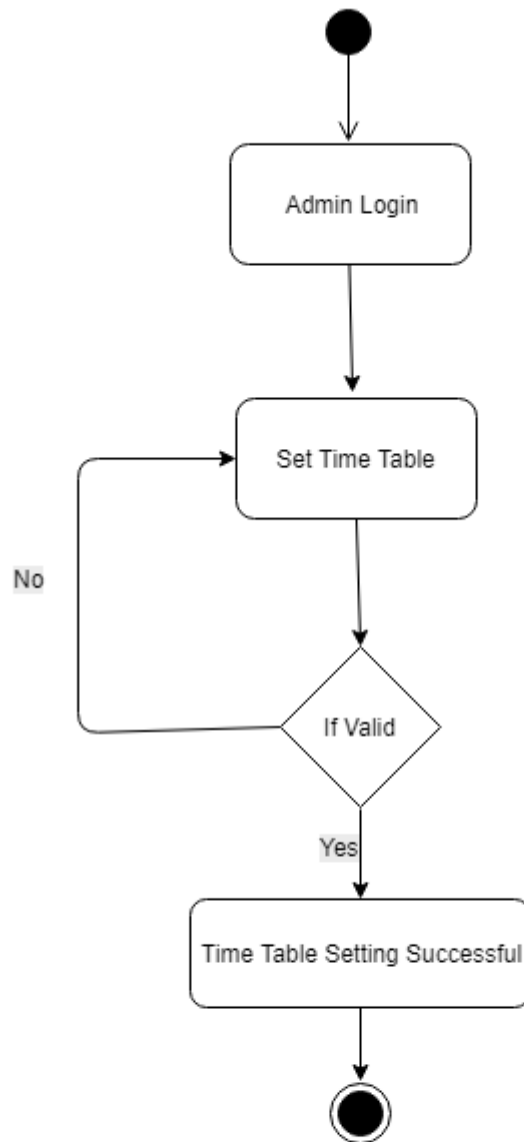 Admin Login
Set Time Table
No
If Valid
Yes
Time Table Setting Successful